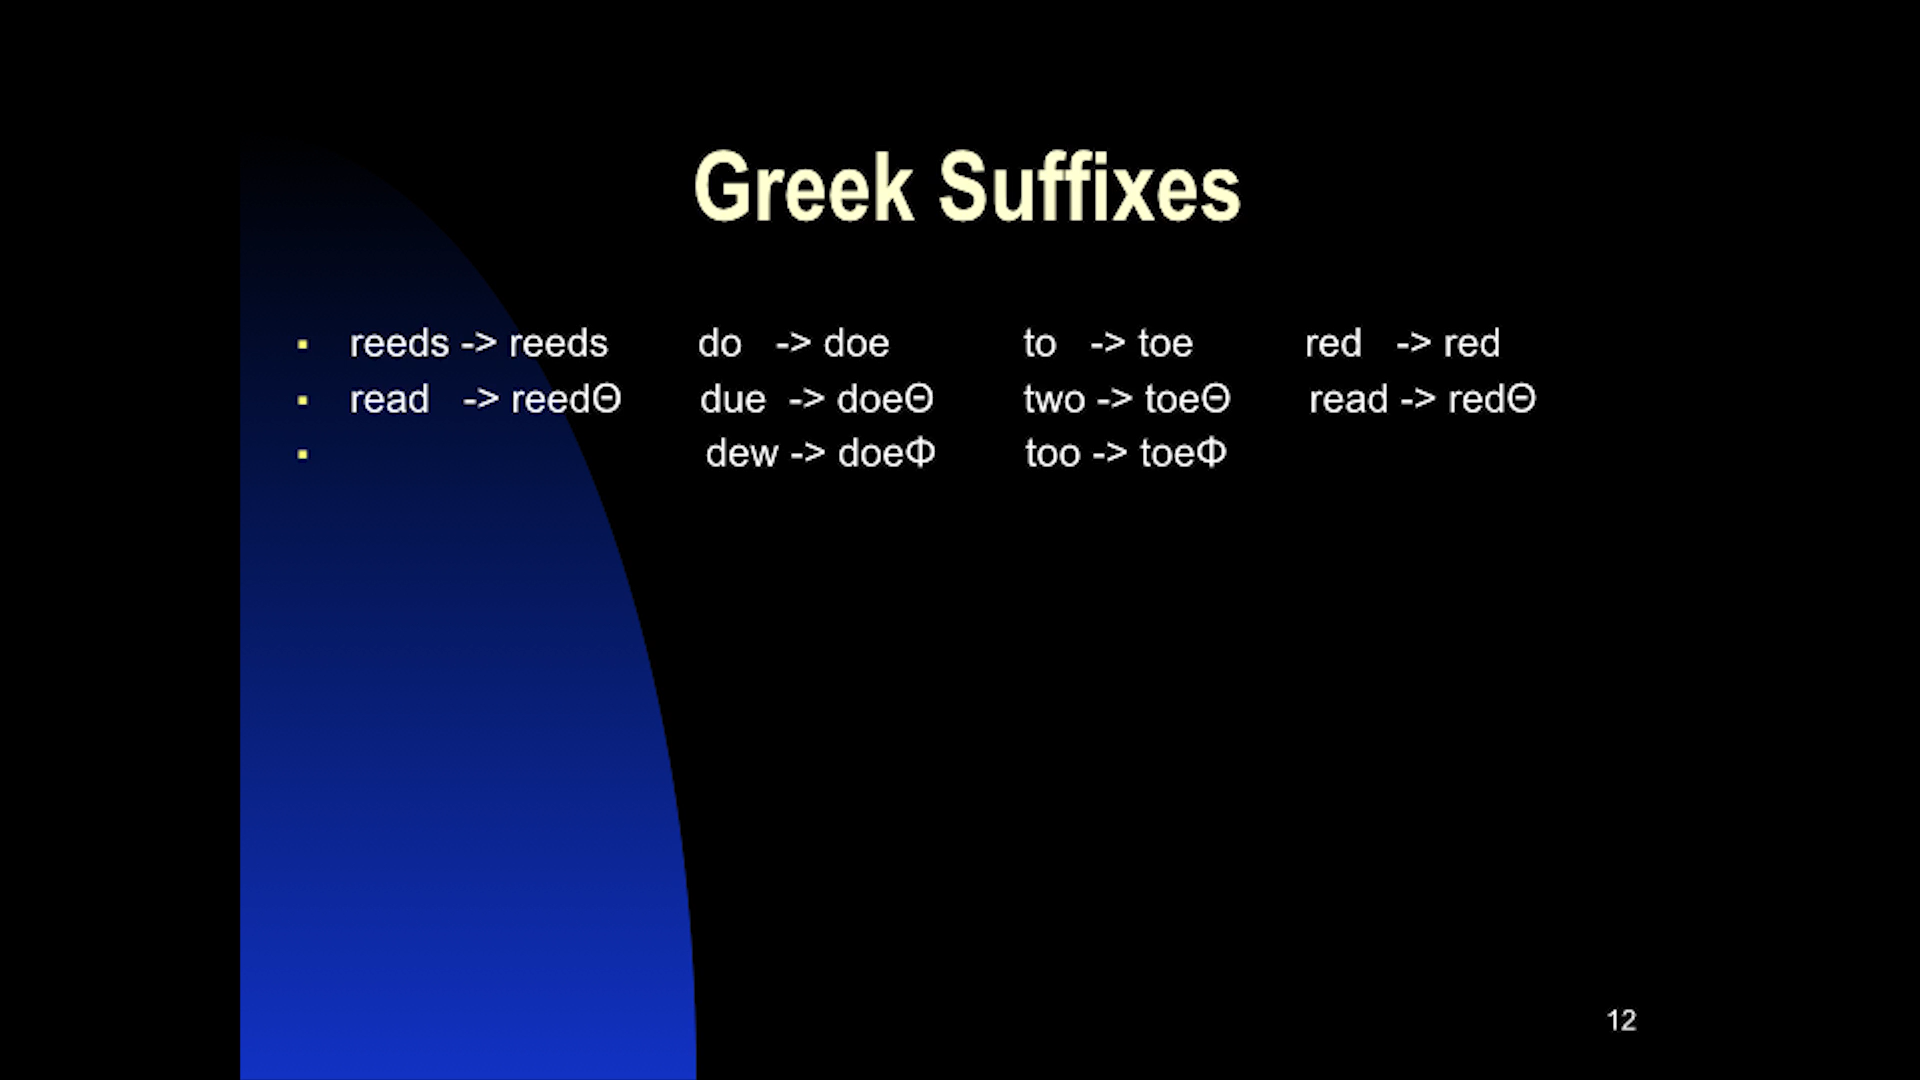 Greek Suffixes
▪ reeds -> reeds do -> doe to -> toe red -> red
▪ read -> reedΘ due -> doeΘ two -> toeΘ read -> redΘ
▪ dew -> doeΦ too -> toeΦ
12